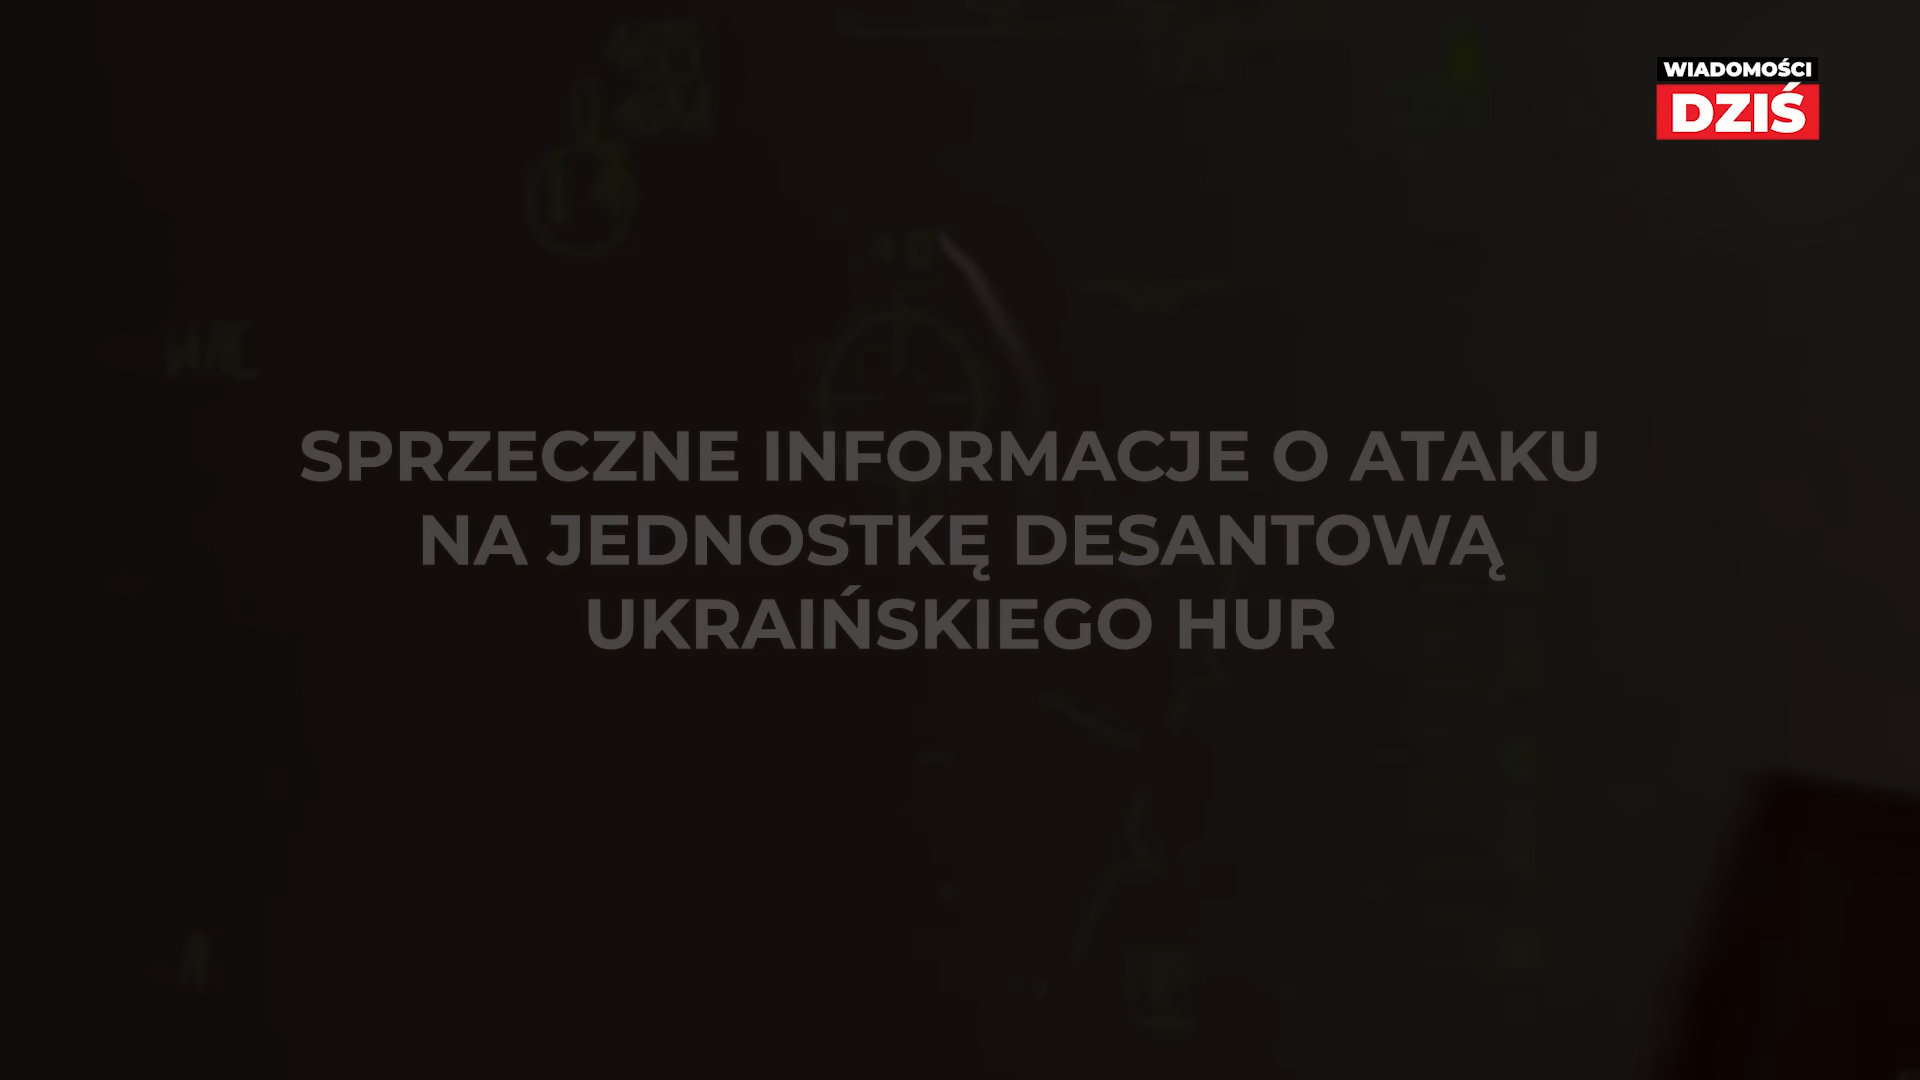 WIADOMOŚCI
DZIŚ
SPRZECZNE INFORMACJE O ATAKU
NA JEDNOSTKĘ DESANTOWĄ
UKRAIŃSKIEGO HUR